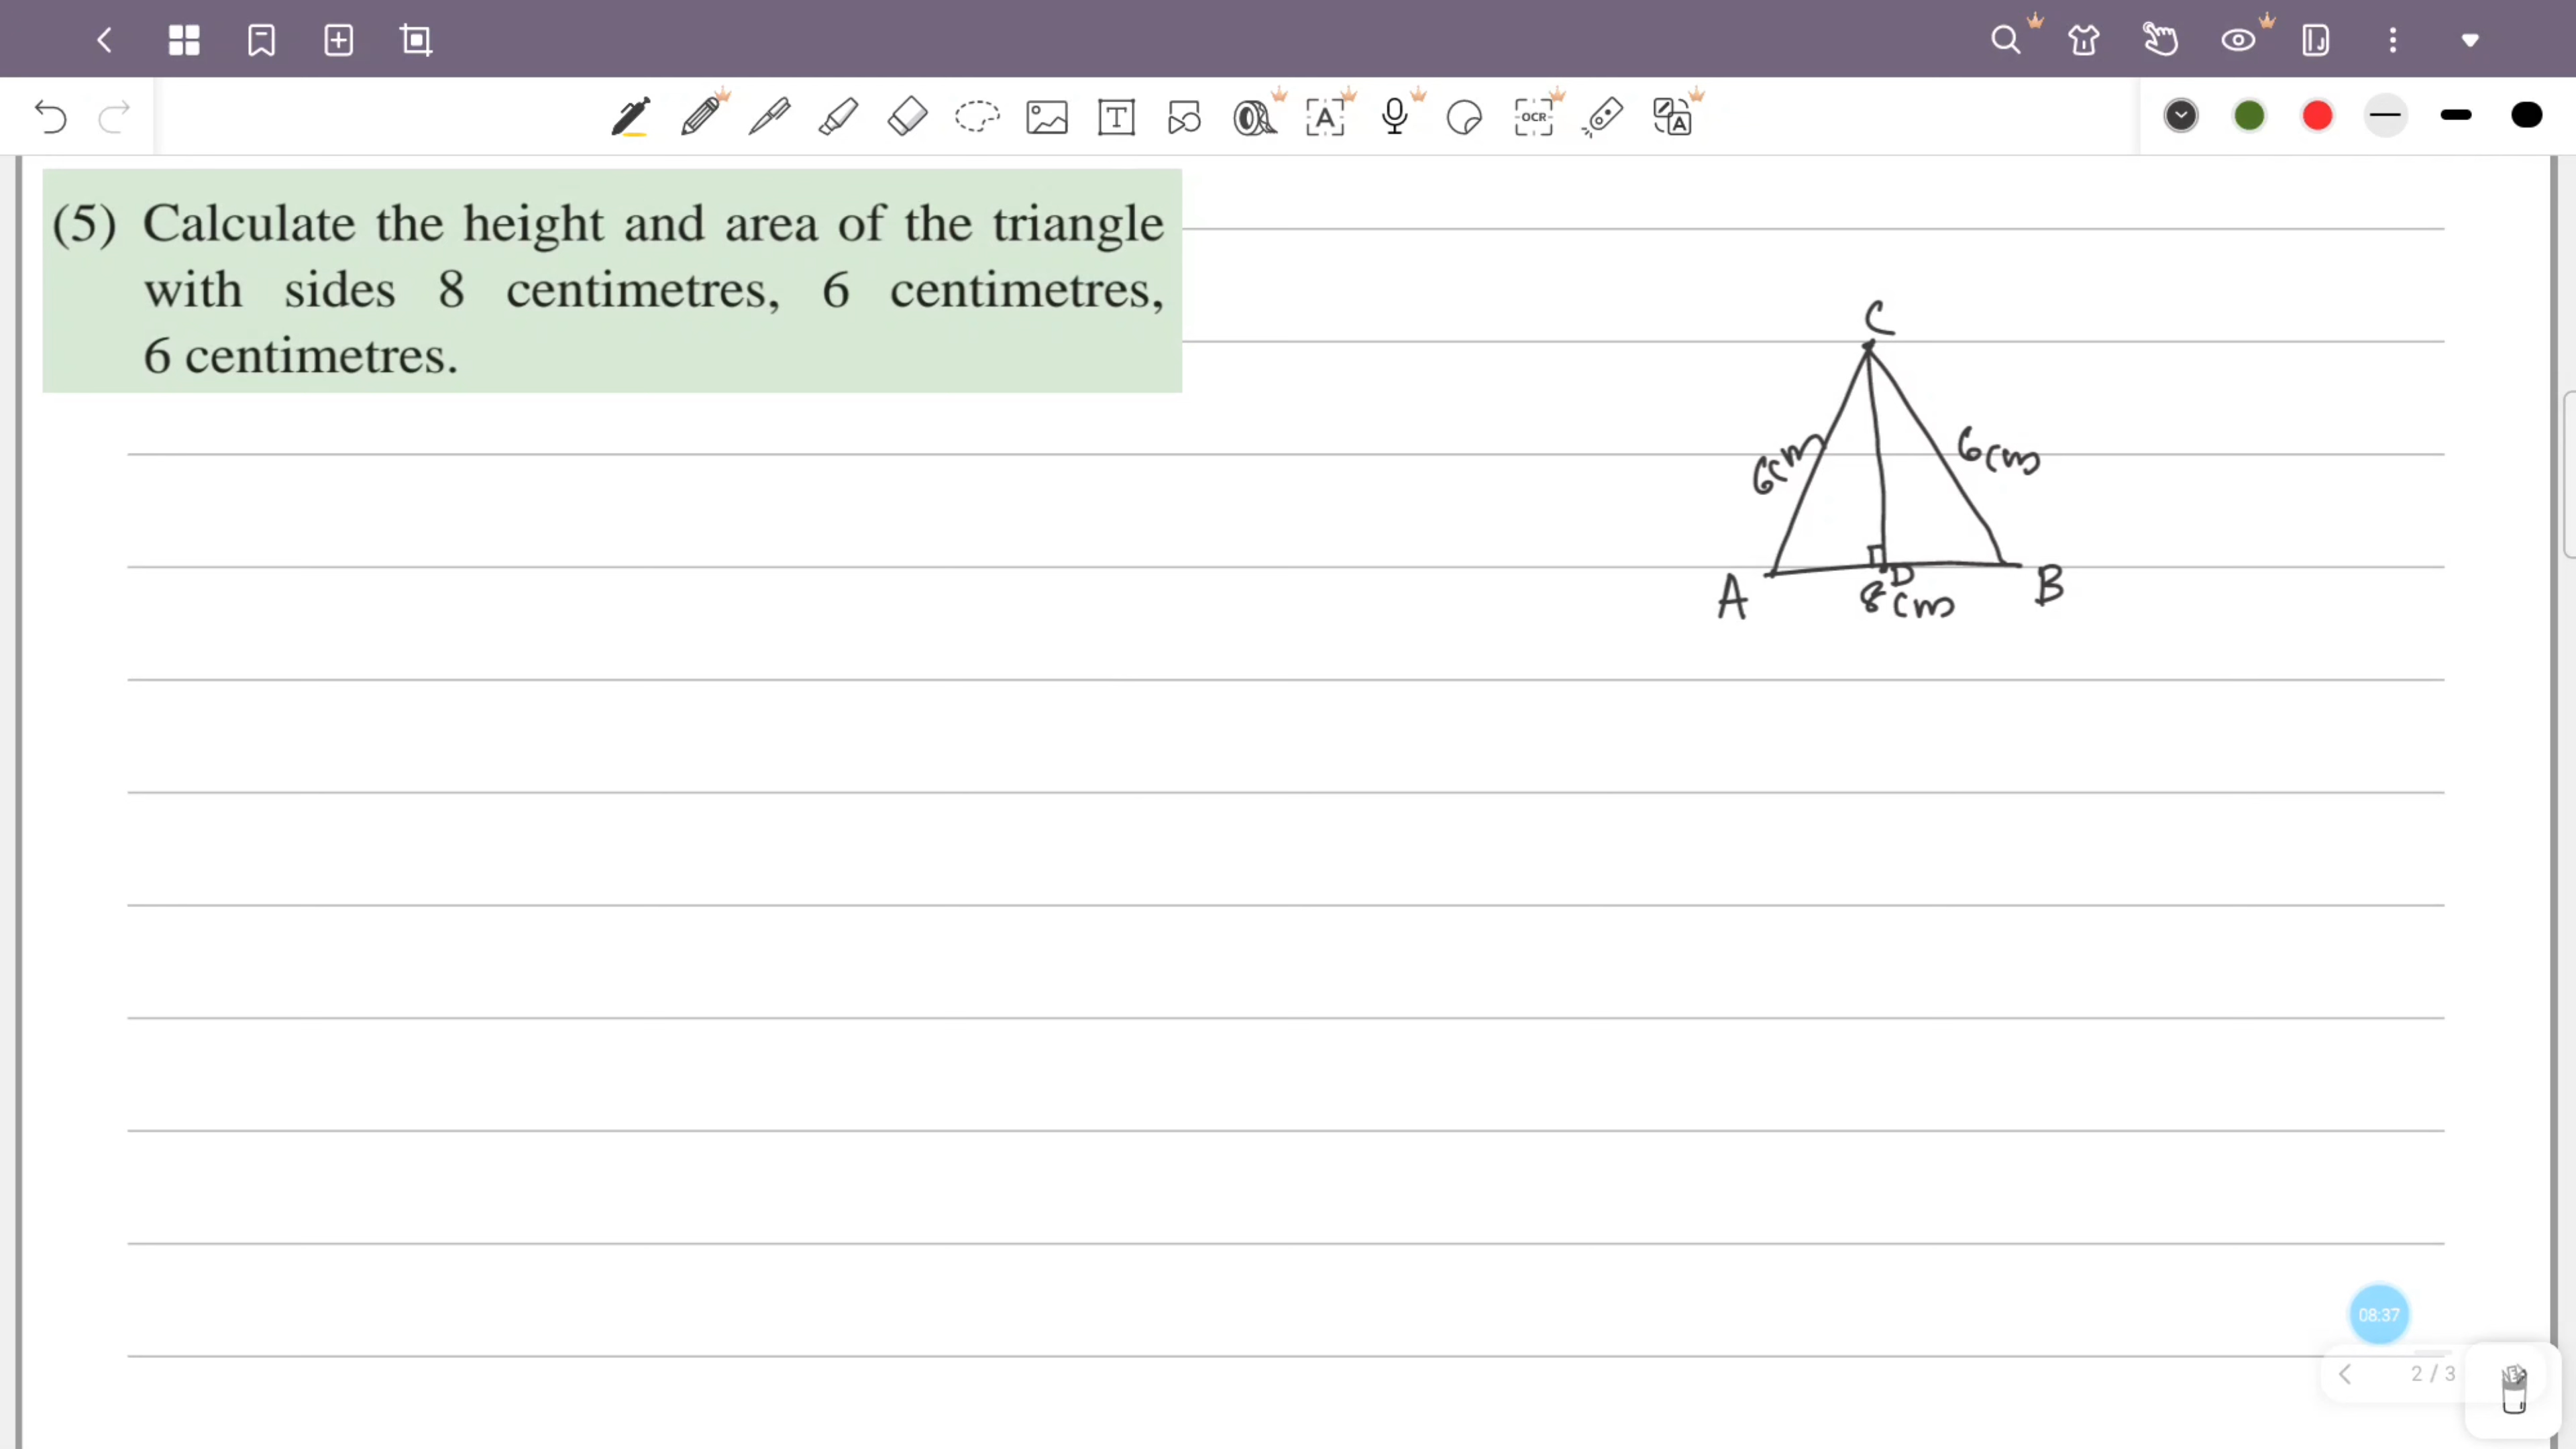 OCR
A
T
A
(5) Calculate the height and area of the triangle
with sides 8 centimetres, 6 centimetres,
6 centimetres.
C
6cm
6cm
A
D
B
8cm
08:37
2 / 3